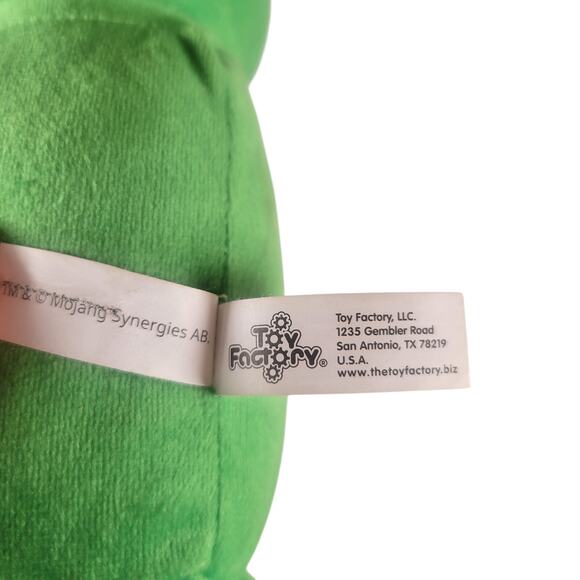 TM & © Mojang Synergies AB.
Toy
Factory®
Toy Factory, LLC.
1235 Gembler Road
San Antonio, TX 78219
U.S.A.
www.thetoyfactory.biz